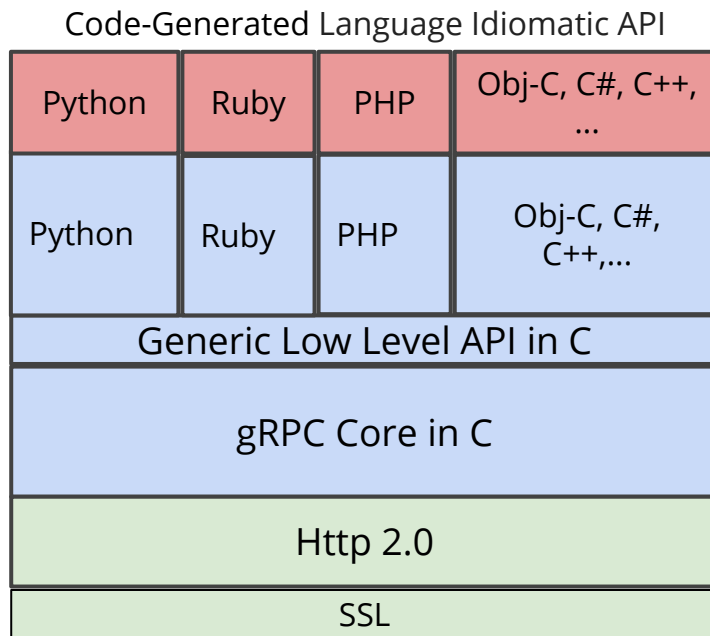 Code-Generated Language Idiomatic API
Python
Ruby
PHP
Obj-C, C#, C++,
...
Python
Ruby
PHP
Obj-C, C#,
C++,...
Generic Low Level API in C
gRPC Core in C
Http 2.0
SSL